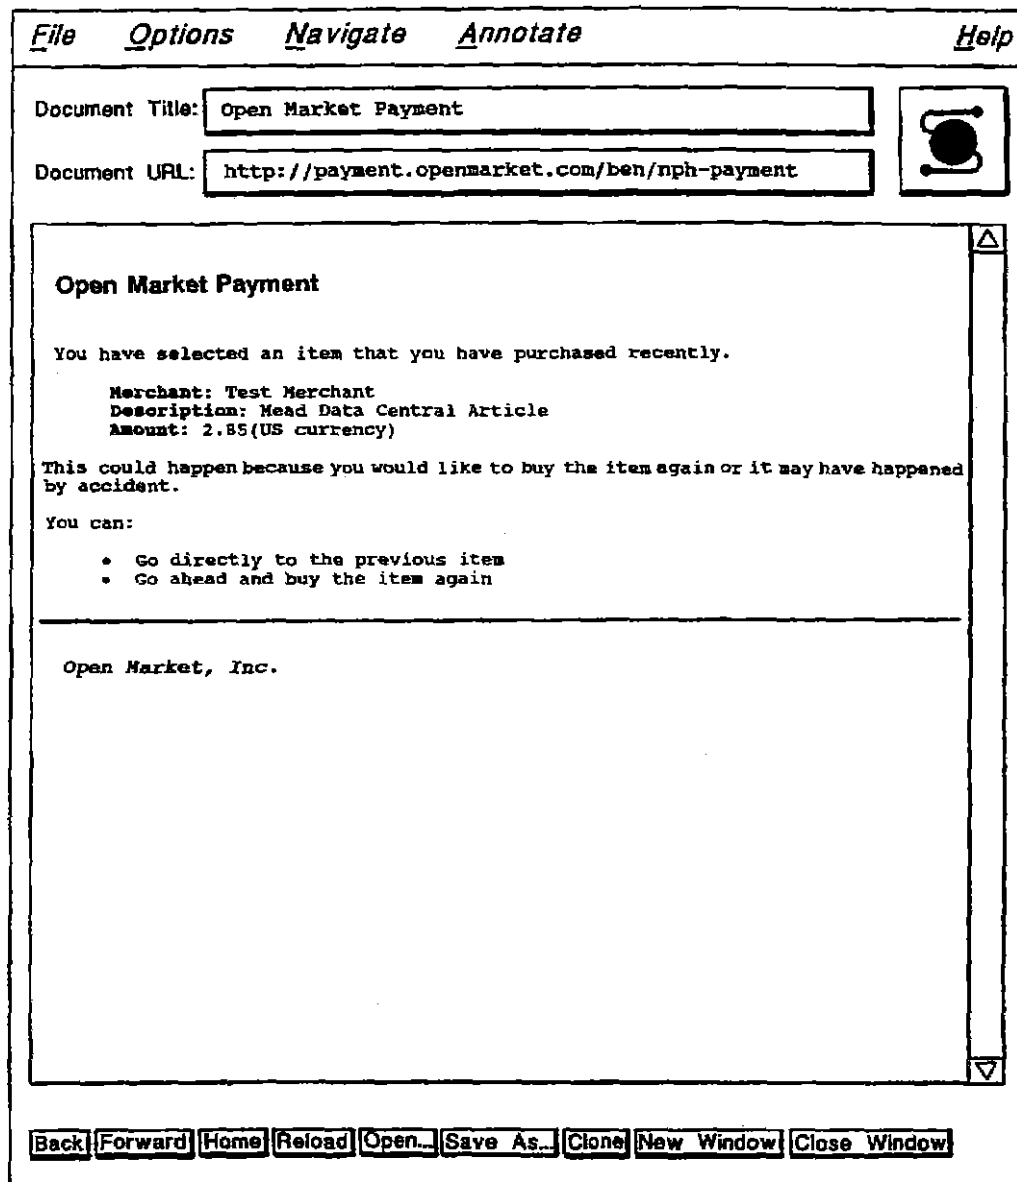 File Options Navigate Annotate Help
Document Title: Open Market Payment
Document URL: http://payment.openmarket.com/ben/nph-payment
Open Market Payment
You have selected an item that you have purchased recently.
Merchant: Test Merchant
Description: Mead Data Central Article
Amount: 2.85(US currency)
This could happen because you would like to buy the item again or it may have happened
by accident.
You can:
• Go directly to the previous item
• Go ahead and buy the item again
Open Market, Inc.
Back Forward Home Reload Open... Save As... Clone New Window Close Window